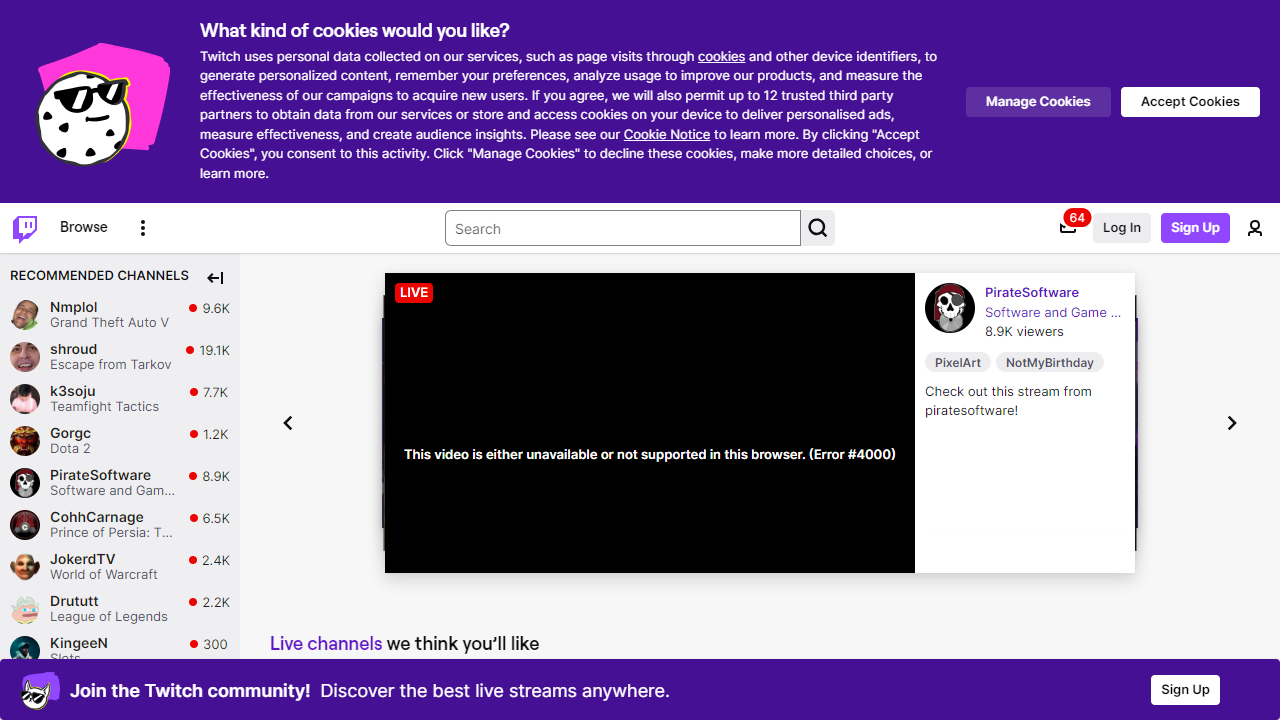 What kind of cookies would you like?
Twitch uses personal data collected on our services, such as page visits through cookies and other device identifiers, to
generate personalized content, remember your preferences, analyze usage to improve our products, and measure the
effectiveness of our campaigns to acquire new users. If you agree, we will also permit up to 12 trusted third party
partners to obtain data from our services or store and access cookies on your device to deliver personalised ads,
measure effectiveness, and create audience insights. Please see our Cookie Notice to learn more. By clicking "Accept
Cookies", you consent to this activity. Click "Manage Cookies" to decline these cookies, make more detailed choices, or
learn more.
Manage Cookies
Accept Cookies
Browse
Search
64
Log In
Sign Up
RECOMMENDED CHANNELS
Nmplol
9.6K
Grand Theft Auto V
shroud
19.1K
Escape from Tarkov
k3soju
7.7K
Teamfight Tactics
Gorgc
1.2K
Dota 2
PirateSoftware
8.9K
Software and Gam...
CohhCarnage
6.5K
Prince of Persia: T...
JokerdTV
2.4K
World of Warcraft
Drututt
2.2K
League of Legends
KingeeN
300
Slots
LIVE
This video is either unavailable or not supported in this browser. (Error #4000)
PirateSoftware
Software and Game ...
8.9K viewers
PixelArt
NotMyBirthday
Check out this stream from
piratesoftware!
Live channels we think you’ll like
Join the Twitch community! Discover the best live streams anywhere.
Sign Up